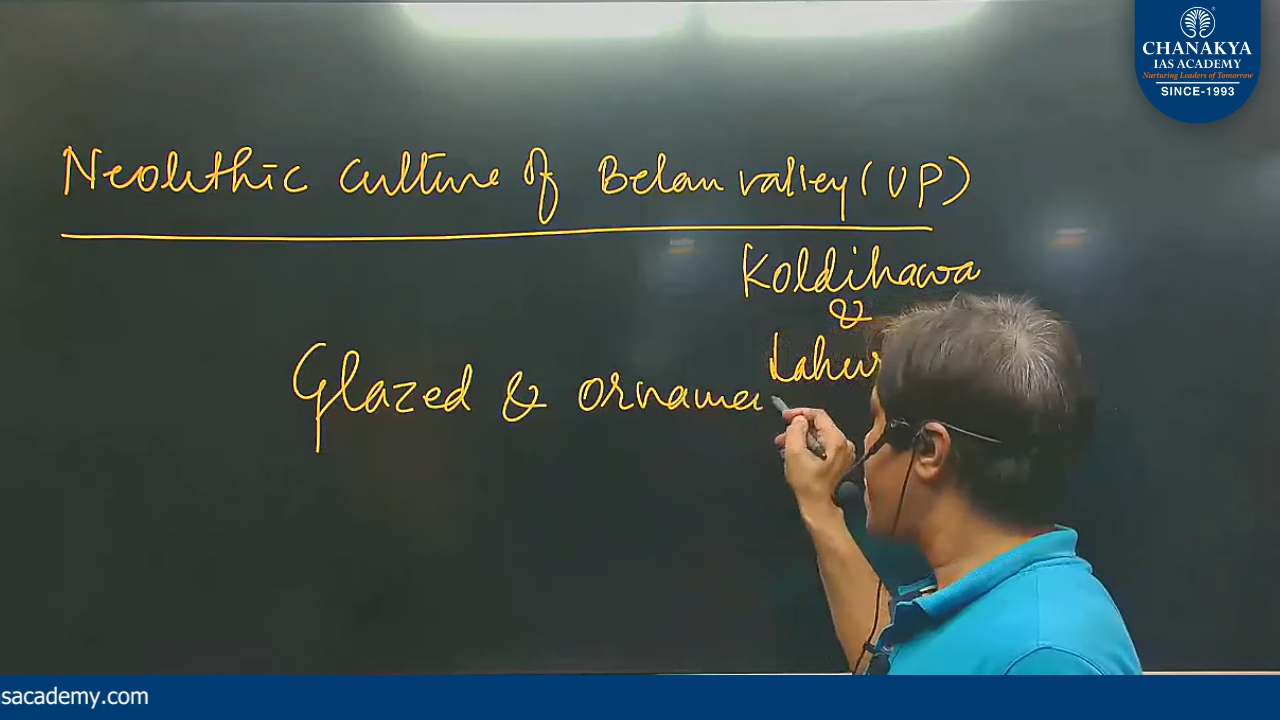 CHANAKYA
IAS ACADEMY
Nurturing Leaders of Tomorrow
SINCE-1993
Neolithic Culture of Belan valley (UP)
Koldihawa
&
Lahur
Glazed & ornamen
sacademy.com